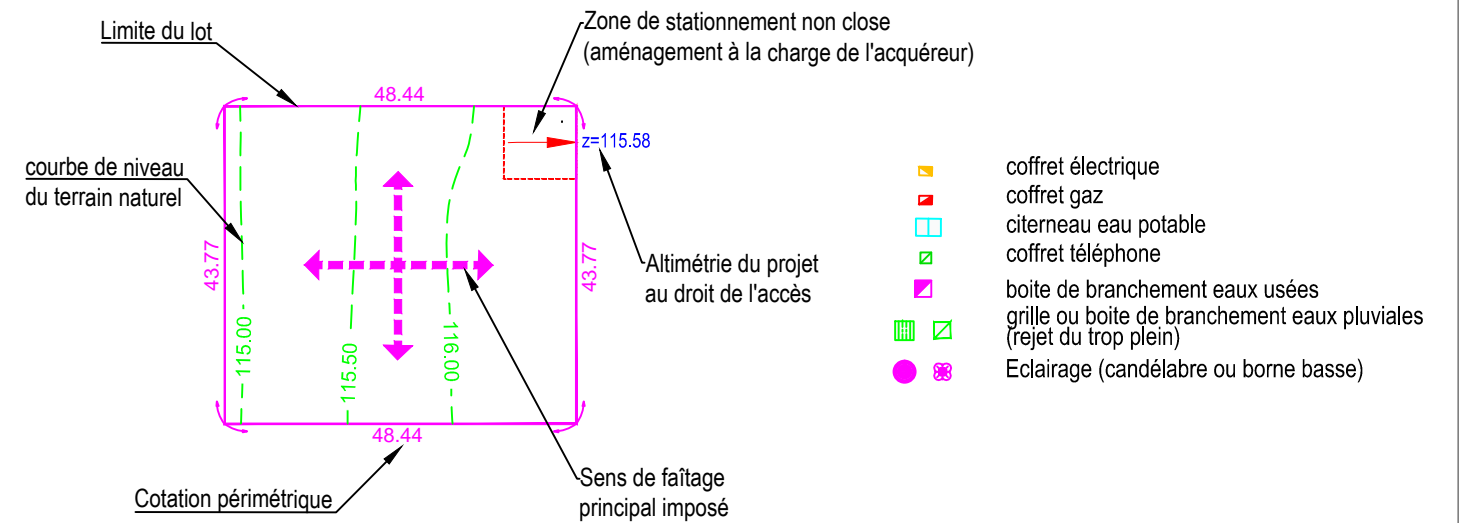 Limite du lot
Zone de stationnement non close
(aménagement à la charge de l'acquéreur)
48.44
z=115.58
courbe de niveau
du terrain naturel
43.77
43.77
Altimétrie du projet
au droit de l'accès
115.00
115.50
116.00
48.44
Sens de faîtage
principal imposé
Cotation périmétrique
coffret électrique
coffret gaz
citerneau eau potable
coffret téléphone
boite de branchement eaux usées
grille ou boite de branchement eaux pluviales
(rejet du trop plein)
Eclairage (candélabre ou borne basse)